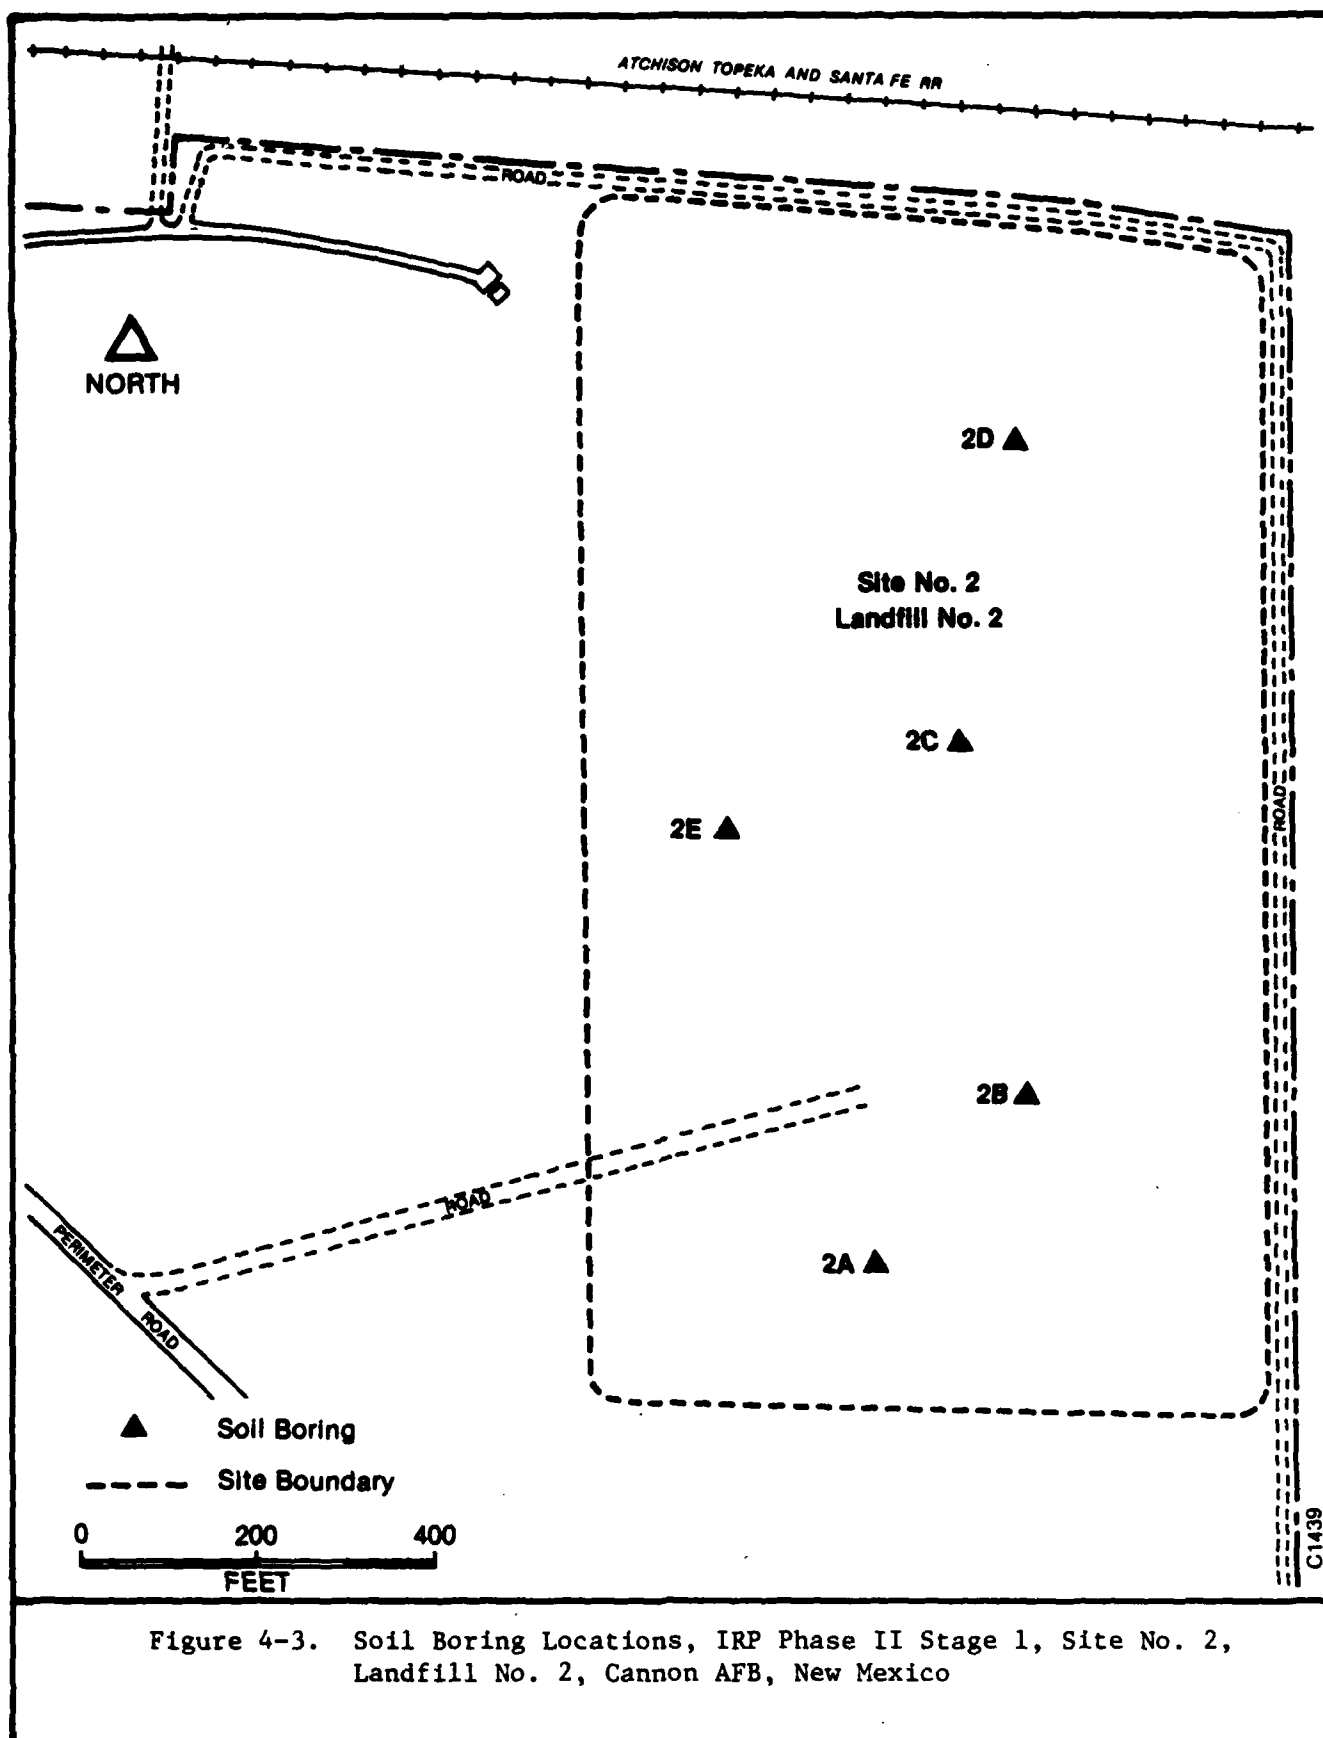 ATCHISON TOPEKA AND SANTA FE RR
ROAD
NORTH
2D
Site No. 2
Landfill No. 2
2C
ROAD
2E
2B
ROAD
2A
PERIMETER
ROAD
Soil Boring
Site Boundary
0 200 400
FEET
C1439
Figure 4-3. Soil Boring Locations, IRP Phase II Stage 1, Site No. 2,
Landfill No. 2, Cannon AFB, New Mexico